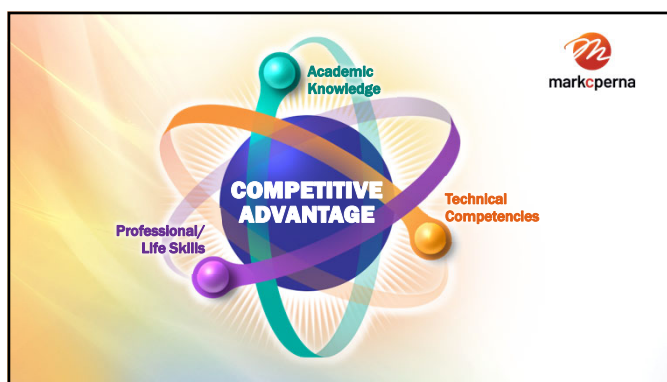 Academic
Knowledge
markcperna
COMPETITIVE
ADVANTAGE
Technical
Competencies
Professional/
Life Skills